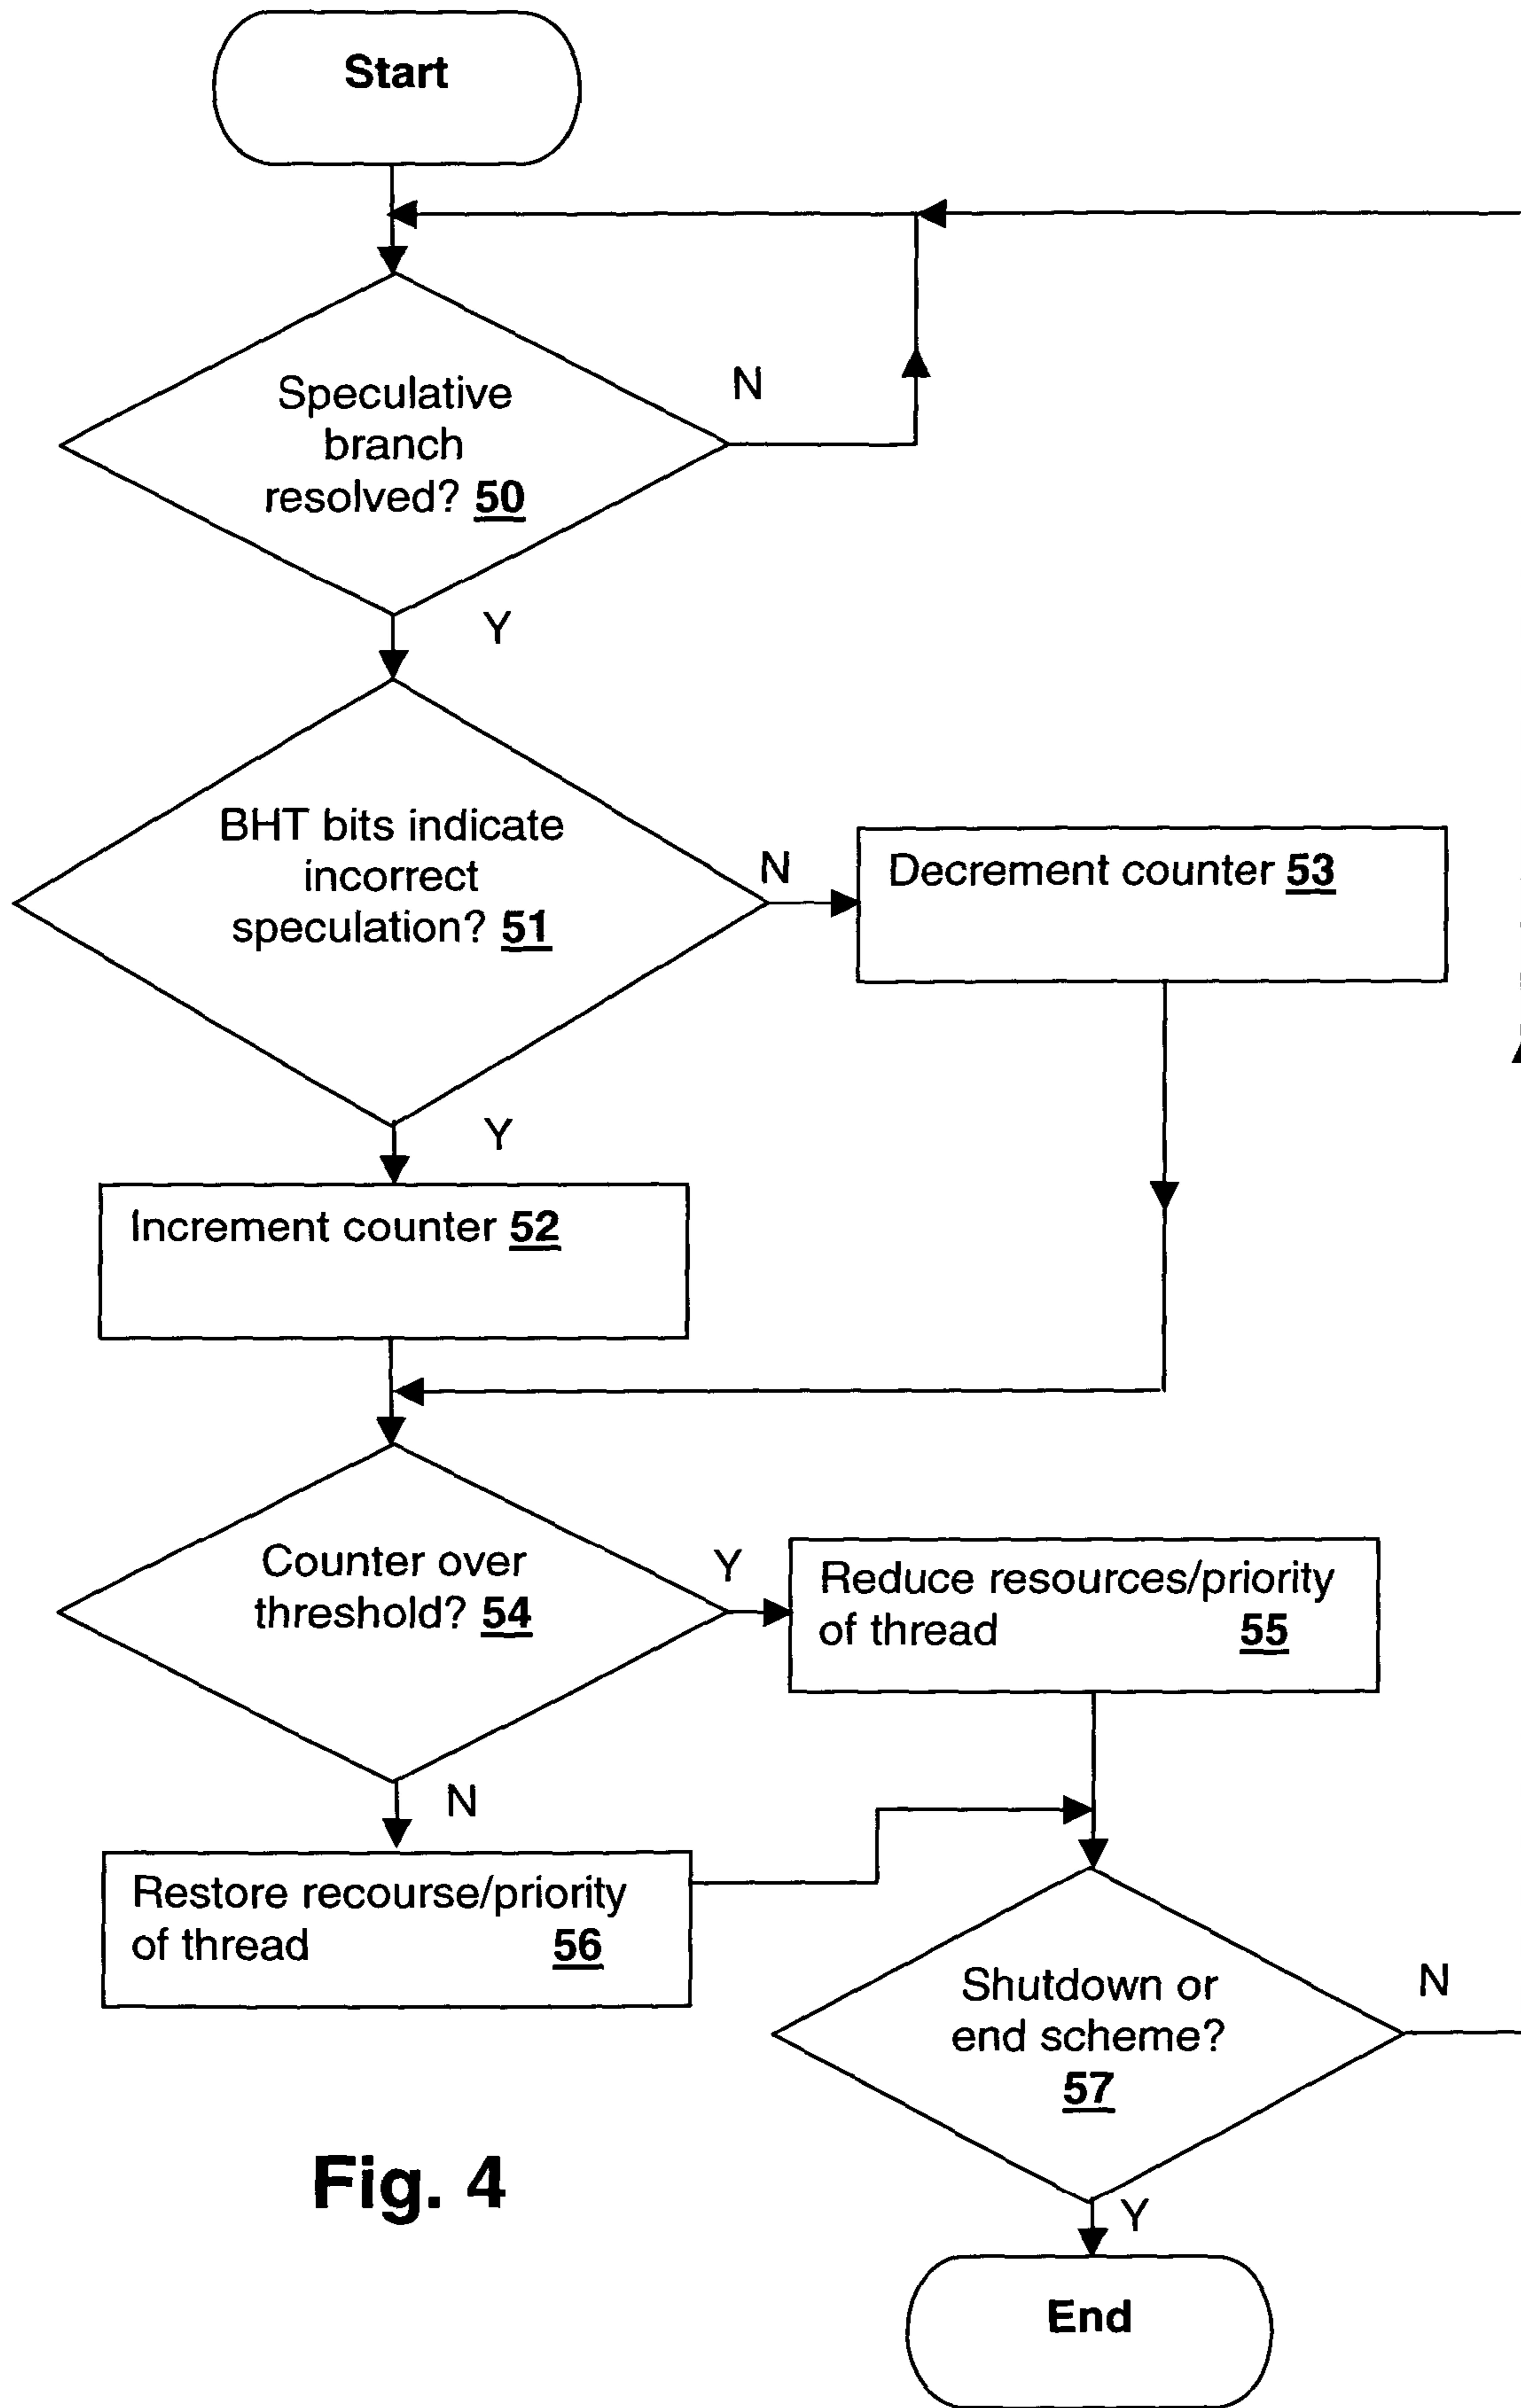 Start
Speculative
branch
resolved? 50
N
Y
BHT bits indicate
incorrect
speculation? 51
N
Decrement counter 53
Y
Increment counter 52
Counter over
threshold? 54
Y
Reduce resources/priority
of thread 55
N
Restore recourse/priority
of thread 56
Shutdown or
end scheme?
57
N
Y
Fig. 4
End